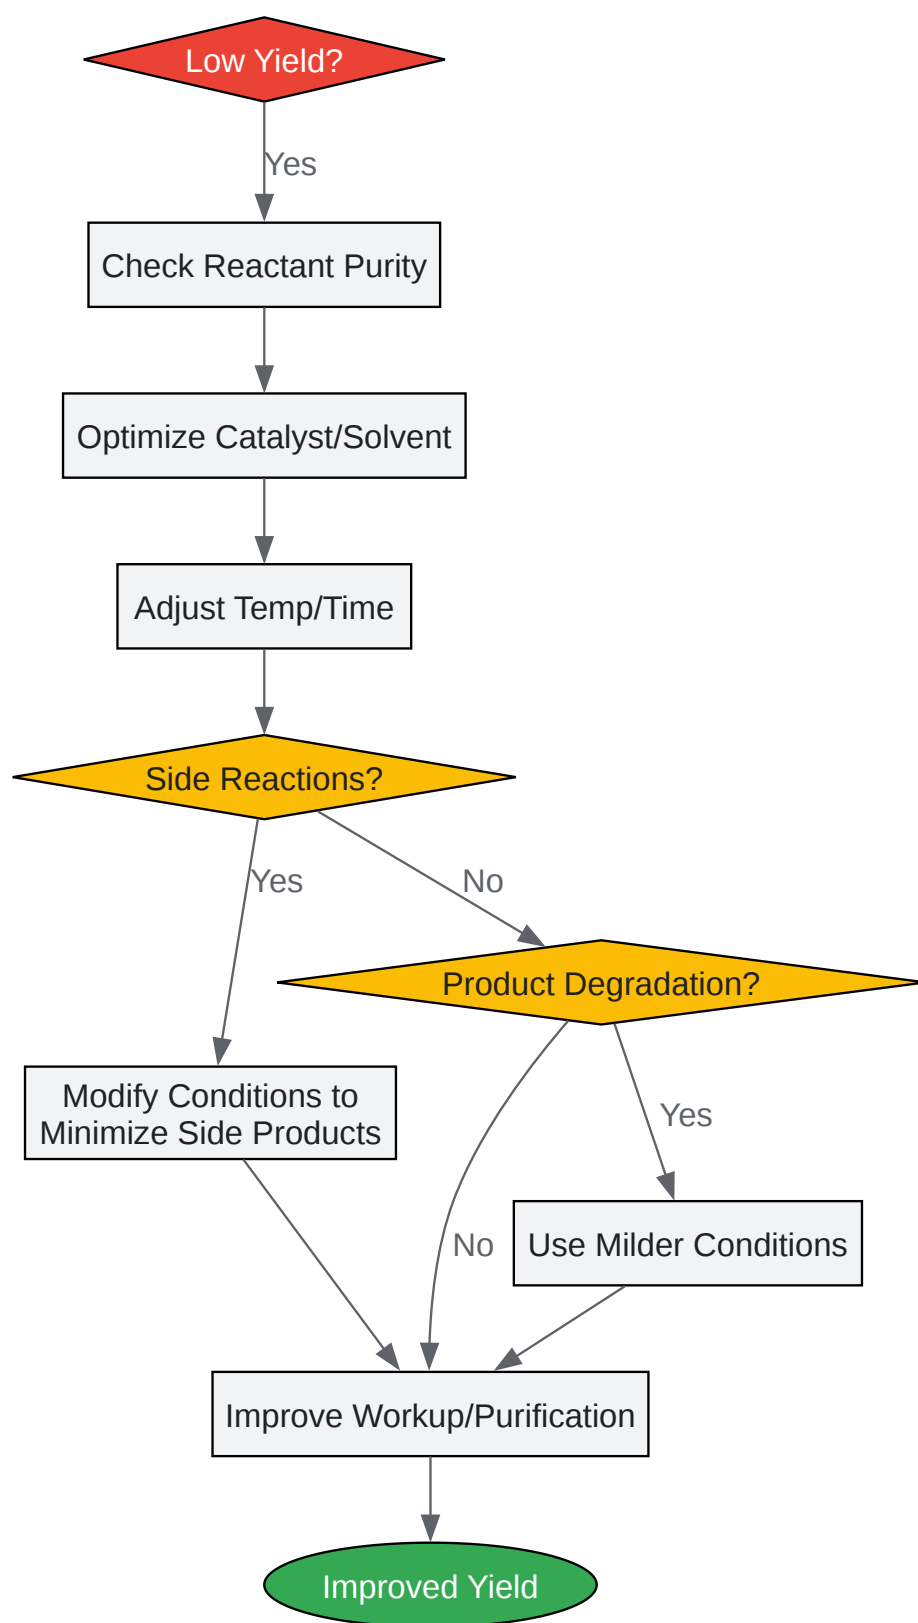 Low Yield?
Yes
Check Reactant Purity
Optimize Catalyst/Solvent
Adjust Temp/Time
Side Reactions?
Yes
No
Product Degradation?
Modify Conditions to
Minimize Side Products
Yes
No
Use Milder Conditions
Improve Workup/Purification
Improved Yield